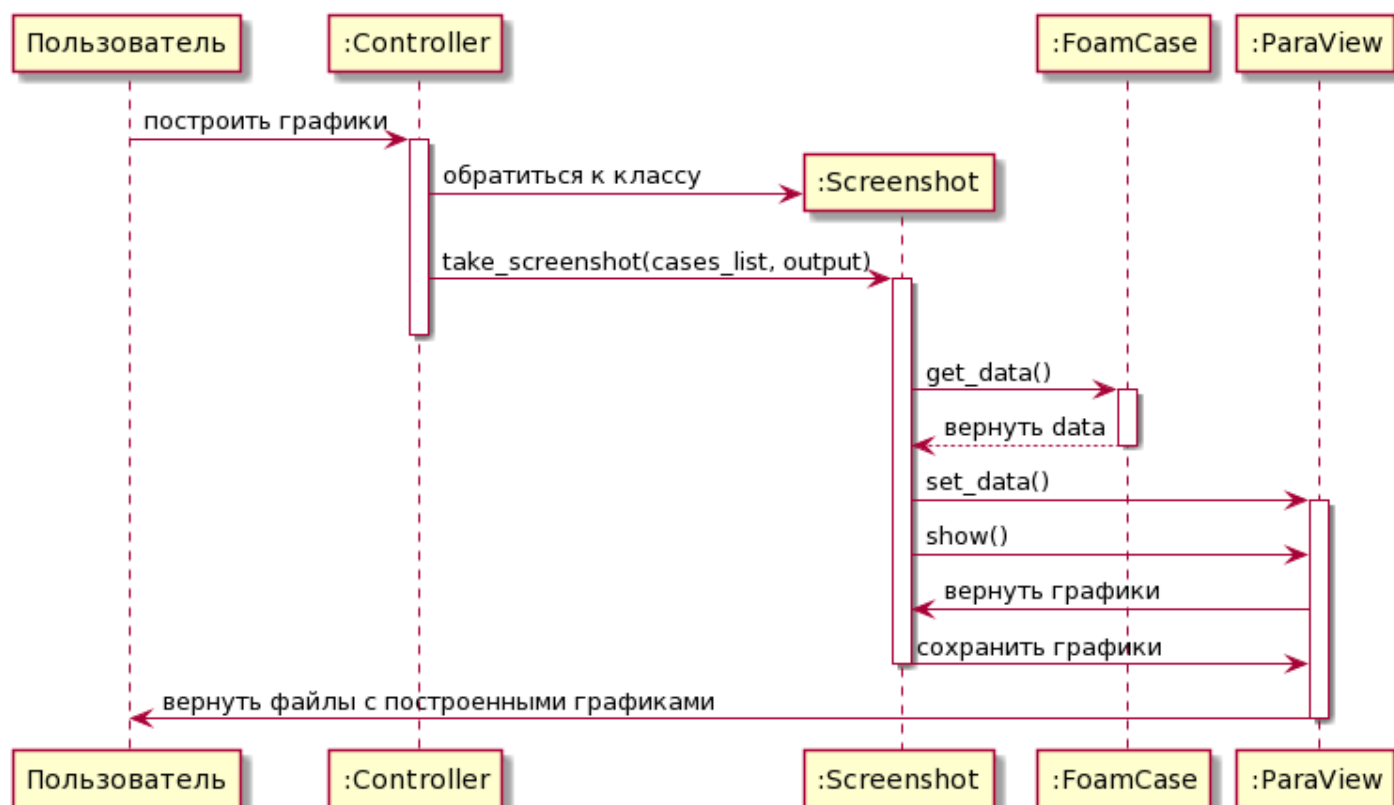 Пользователь
:Controller
:FoamCase
:ParaView
построить графики
обратиться к классу
:Screenshot
take_screenshot(cases_list, output)
get_data()
вернуть data
set_data()
show()
вернуть графики
сохранить графики
вернуть файлы с построенными графиками
Пользователь
:Controller
:Screenshot
:FoamCase
:ParaView